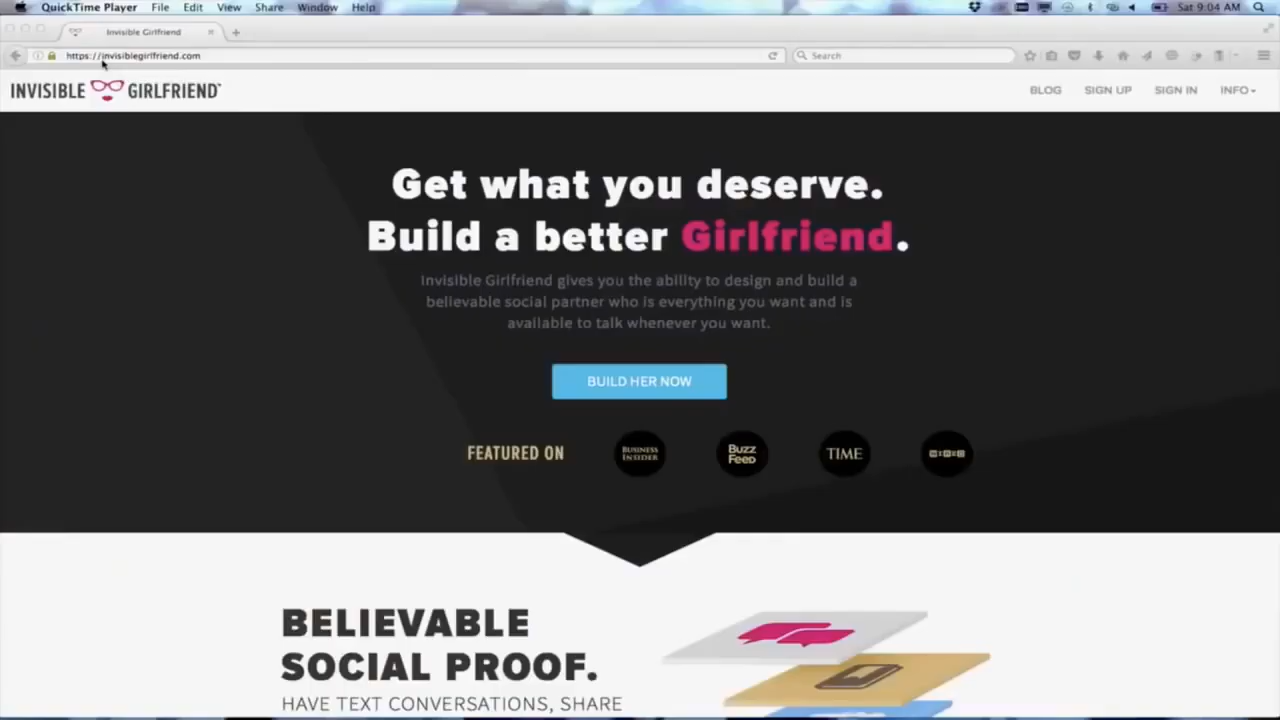 QuickTime Player File Edit View Share Window Help Sat 9:04 AM
Invisible Girlfriend
https://invisiblegirlfriend.com Search
INVISIBLE GIRLFRIEND BLOG SIGN UP SIGN IN INFO
Get what you deserve.
Build a better Girlfriend.
Invisible Girlfriend gives you the ability to design and build a
believable social partner who is everything you want and is
available to talk whenever you want.
BUILD HER NOW
FEATURED ON BUSINESS INSIDER BuzzFeed TIME WIRED
BELIEVABLE
SOCIAL PROOF.
HAVE TEXT CONVERSATIONS, SHARE